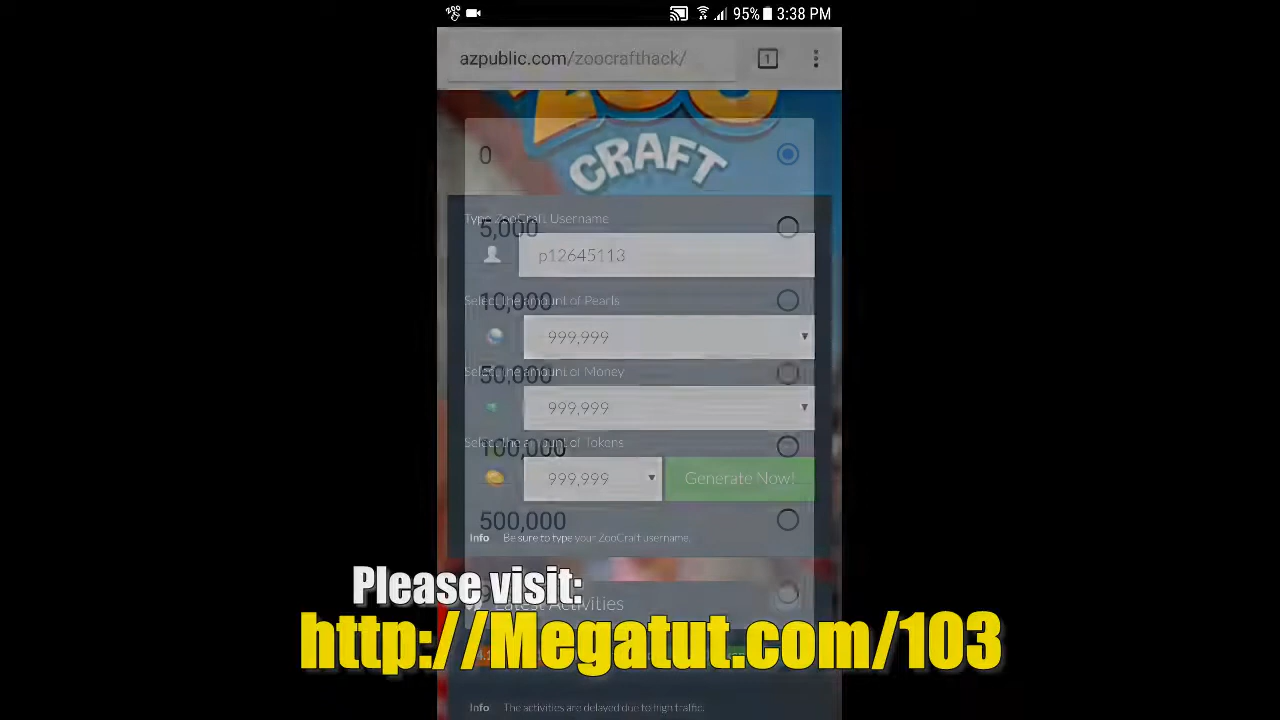 95% 3:38 PM
azpublic.com/zoocrafthack/
1
ZOO
CRAFT
0
Type ZooCraft Username
5,000
p12645113
Select the amount of Pearls
10,000
999,999
Select the amount of Money
50,000
999,999
Select the amount of Tokens
100,000
999,999
Generate Now!
500,000
Info Be sure to type your ZooCraft username.
Please visit:
Latest Activities
http://Megatut.com/103
Info The activities are delayed due to high traffic.